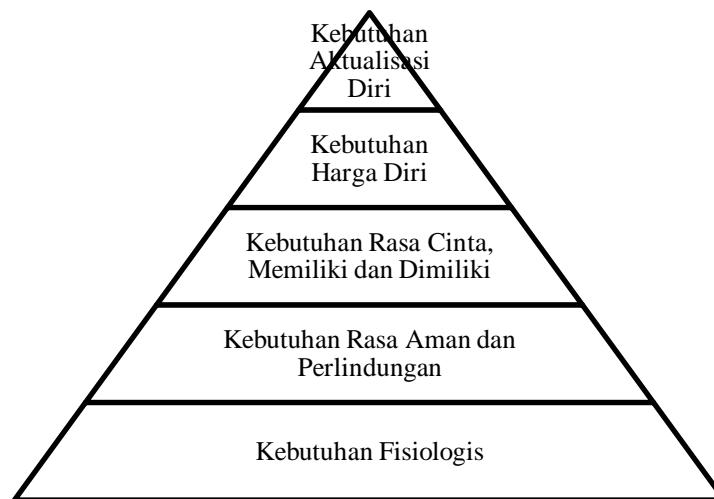 Kebutuhan
Aktualisasi
Diri
Kebutuhan
Harga Diri
Kebutuhan Rasa Cinta,
Memiliki dan Dimiliki
Kebutuhan Rasa Aman dan
Perlindungan
Kebutuhan Fisiologis